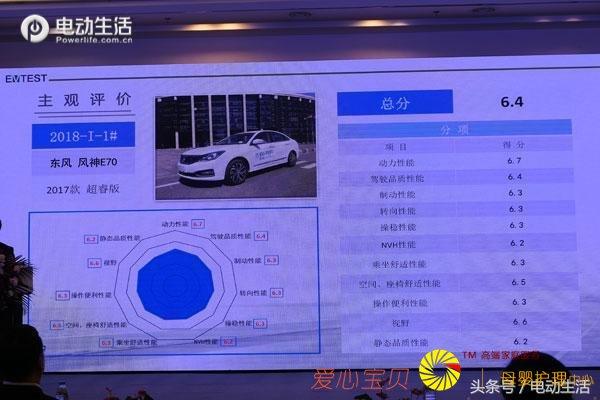 电动生活
Powerlife.com.cn
EVTEST
主观评价
2018-I-1#
东风 风神E70
2017款 超睿版
总分 6.4
分 项
项 目 得 分
动力性能 6.7
驾驶品质性能 6.4
制动性能 6.3
转向性能 6.3
操稳性能 6.3
NVH性能 6.2
乘坐舒适性能 6.3
空间、座椅舒适性能 6.5
操作便利性能 6.3
视野 6.6
静态品质性能 6.2
动力性能
6.7
驾驶品质性能 6.4
制动性能 6.3
转向性能 6.3
操稳性能 6.3
NVH性能 6.2
6.3 乘坐舒适性能
6.5 空间、座椅舒适性能
6.3 操作便利性能
6.6 视野
6.2 静态品质性能
爱心宝贝
TM 高端家庭
母婴护理中心
头条号 / 电动生活